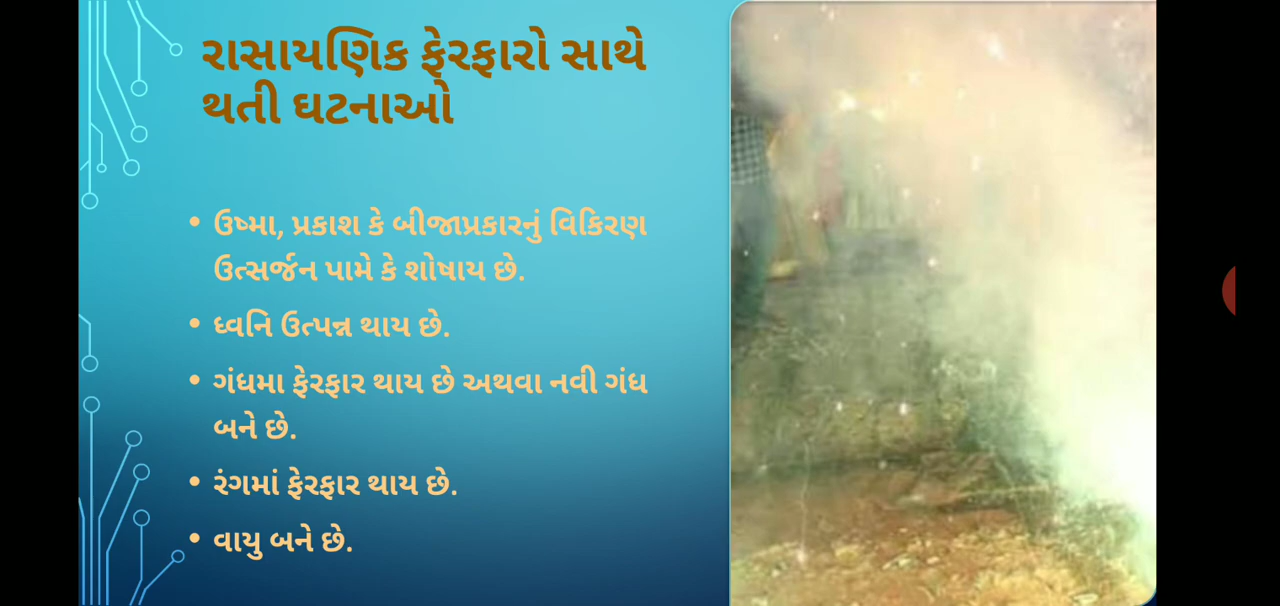 રાસાયણિક ફેરફારો સાથે
થતી ઘટનાઓ
• ઉષ્મા, પ્રકાશ કે બીજાપ્રકારનું વિકિરણ
ઉત્સર્જન પામે કે શોષાય છે.
• ધ્વનિ ઉત્પન્ન થાય છે.
• ગંધમા ફેરફાર થાય છે અથવા નવી ગંધ
બને છે.
• રંગમાં ફેરફાર થાય છે.
• વાયુ બને છે.